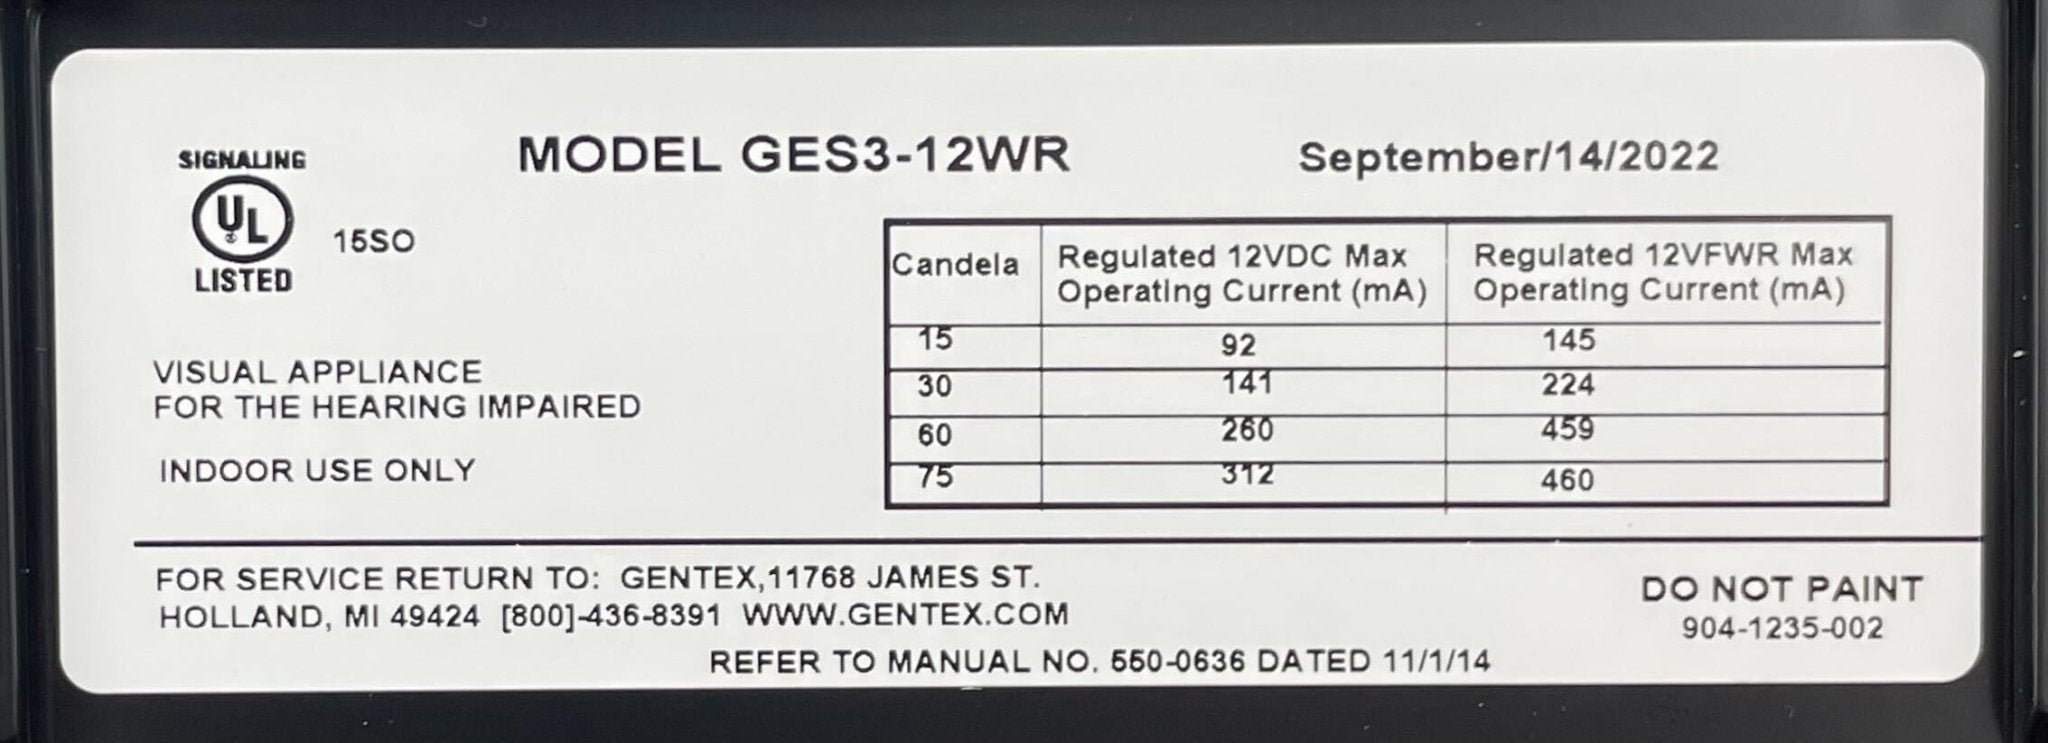 SIGNALING
UL
LISTED
15SO
MODEL GES3-12WR
September/14/2022
Candela Regulated 12VDC Max Operating Current (mA) Regulated 12VFWR Max Operating Current (mA)
15 92 145
30 141 224
60 260 459
75 312 460
VISUAL APPLIANCE
FOR THE HEARING IMPAIRED
INDOOR USE ONLY
FOR SERVICE RETURN TO: GENTEX,11768 JAMES ST.
HOLLAND, MI 49424 [800]-436-8391 WWW.GENTEX.COM
REFER TO MANUAL NO. 550-0636 DATED 11/1/14
DO NOT PAINT
904-1235-002